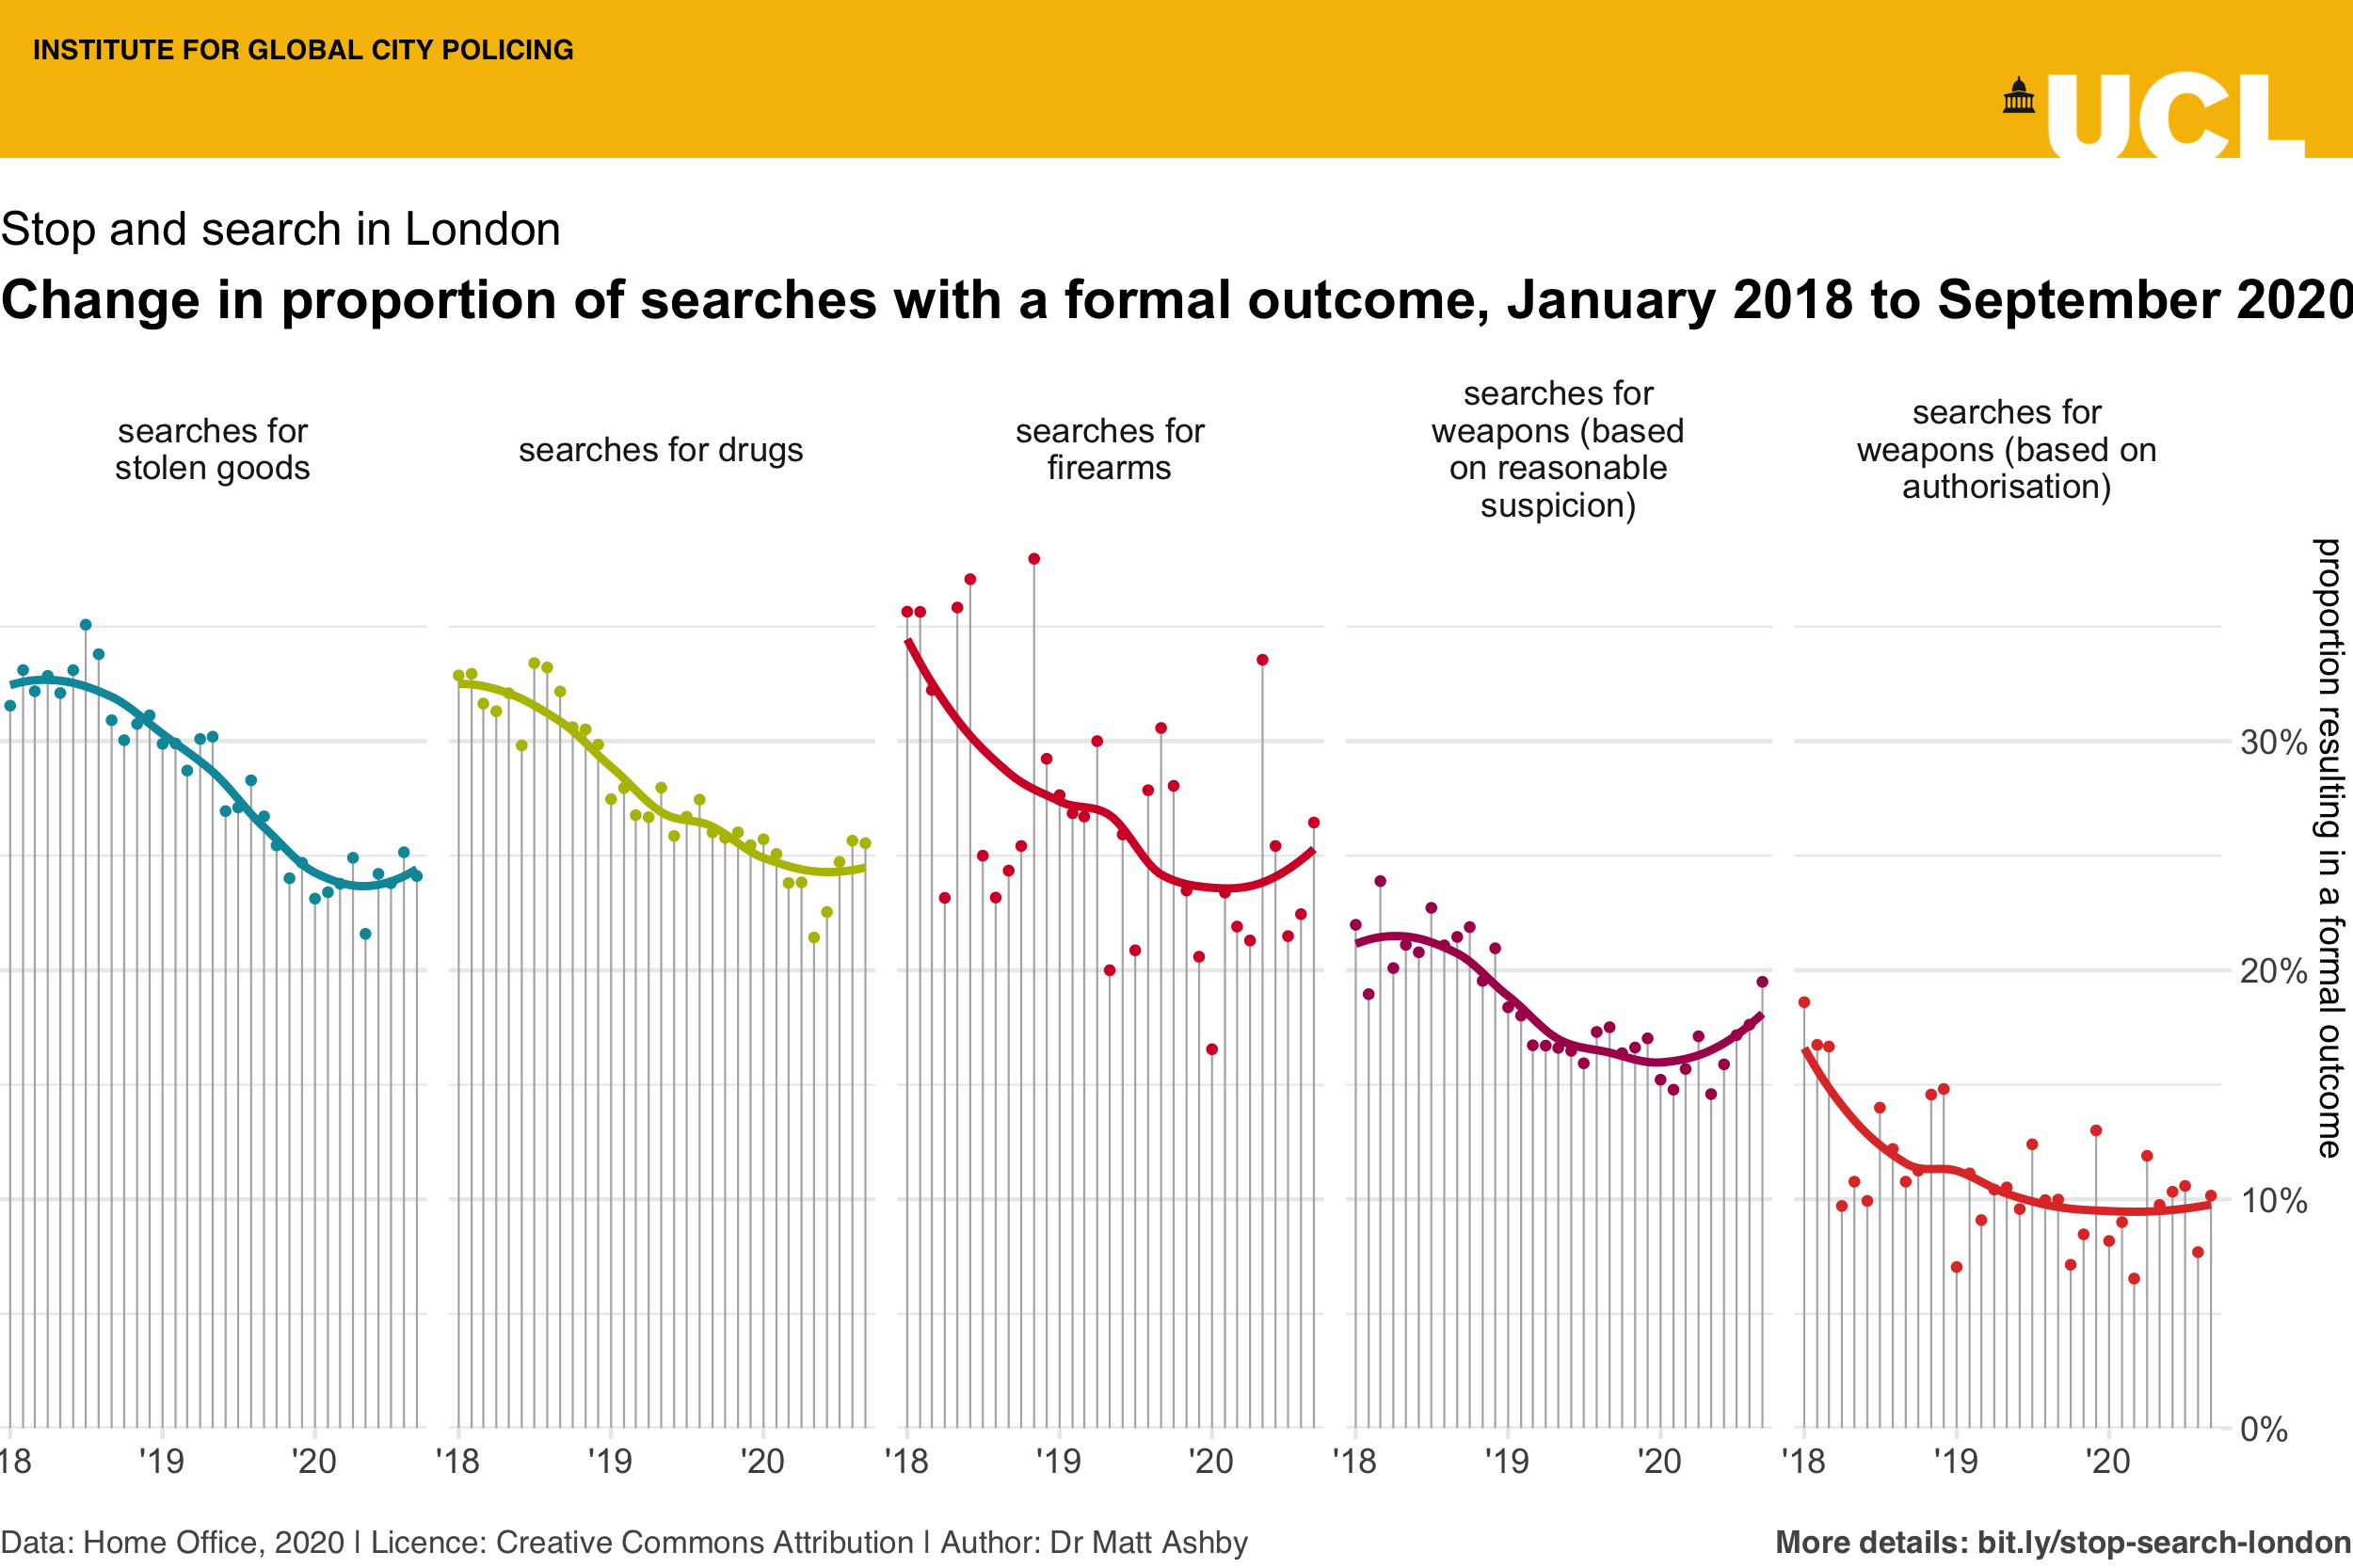 INSTITUTE FOR GLOBAL CITY POLICING
UCL
Stop and search in London
Change in proportion of searches with a formal outcome, January 2018 to September 2020
searches for
stolen goods
searches for drugs
searches for
firearms
searches for
weapons (based
on reasonable
suspicion)
searches for
weapons (based on
authorisation)
proportion resulting in a formal outcome
30%
20%
10%
0%
18 '19 '20
'18 '19 '20
'18 '19 '20
'18 '19 '20
'18 '19 '20
Data: Home Office, 2020 | Licence: Creative Commons Attribution | Author: Dr Matt Ashby
More details: bit.ly/stop-search-london